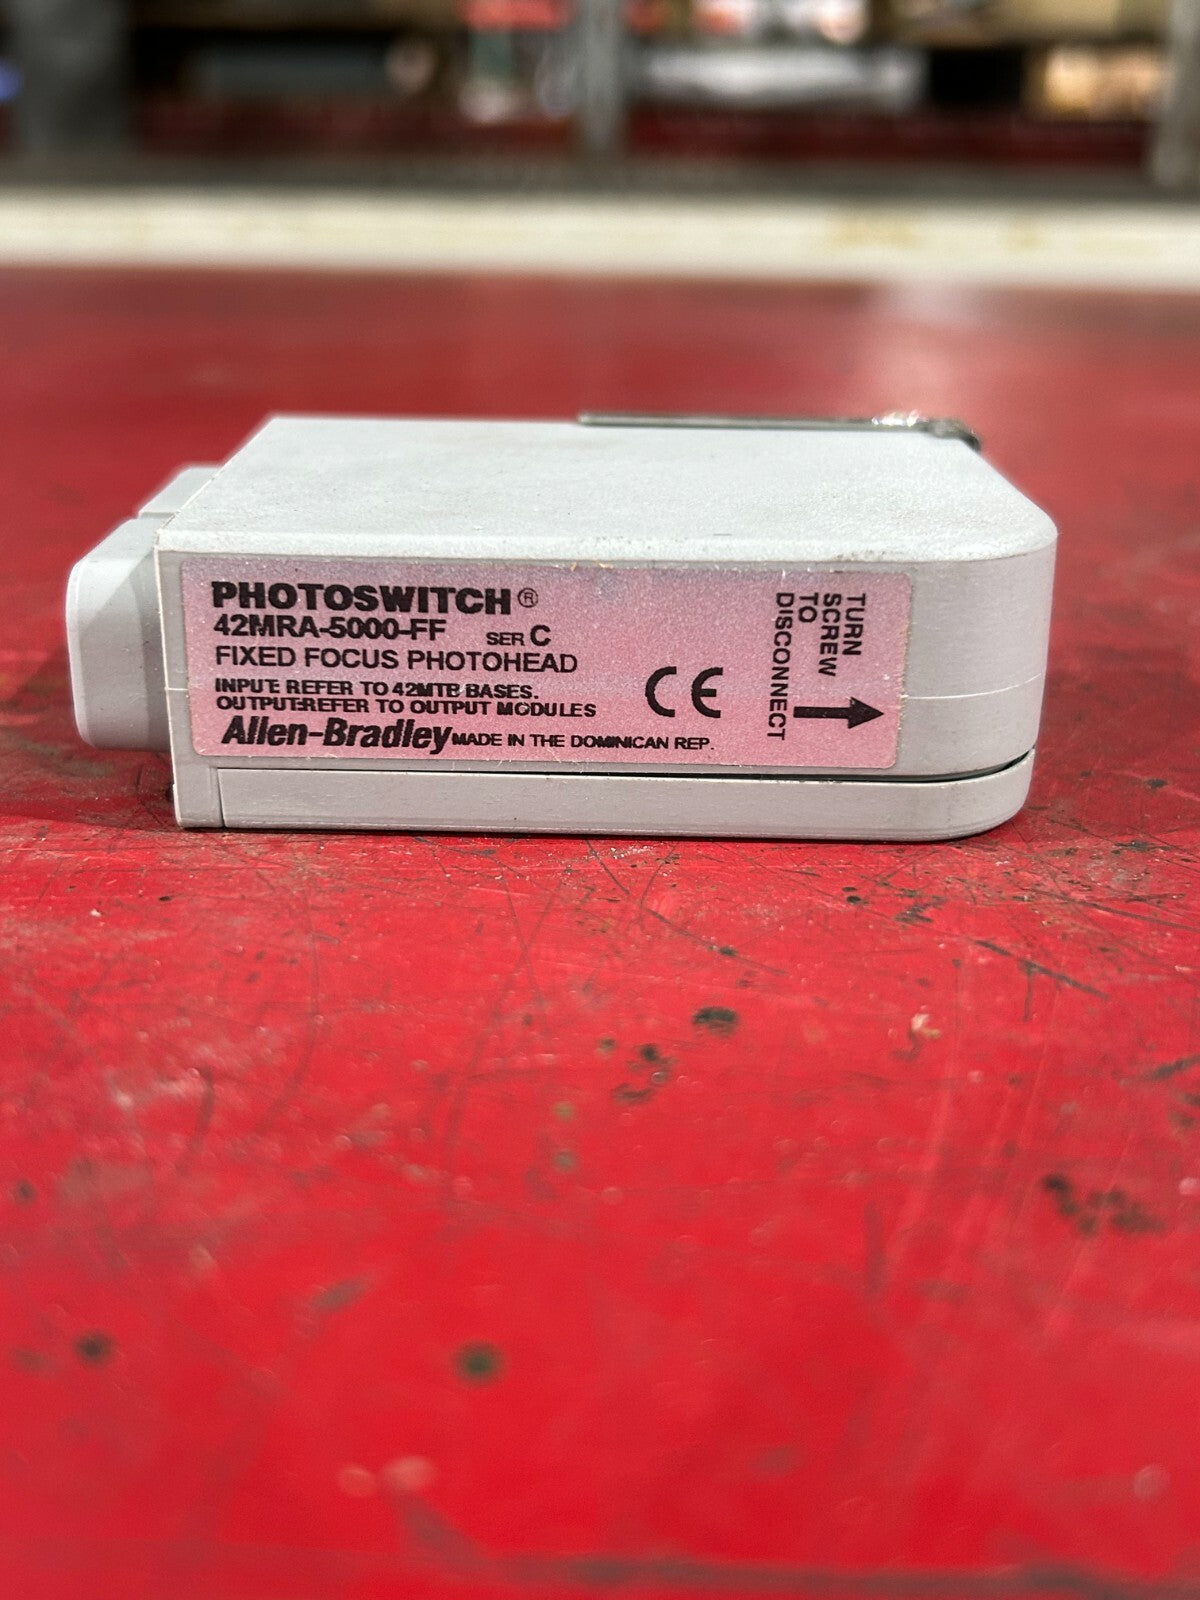 PHOTOSWITCH®
42MRA-5000-FF SER C
FIXED FOCUS PHOTOHEAD
INPUT: REFER TO 42MTB BASES.
OUTPUT:REFER TO OUTPUT MODULES
Allen-Bradley MADE IN THE DOMINICAN REP.
CE
TURN
SCREW
TO
DISCONNECT